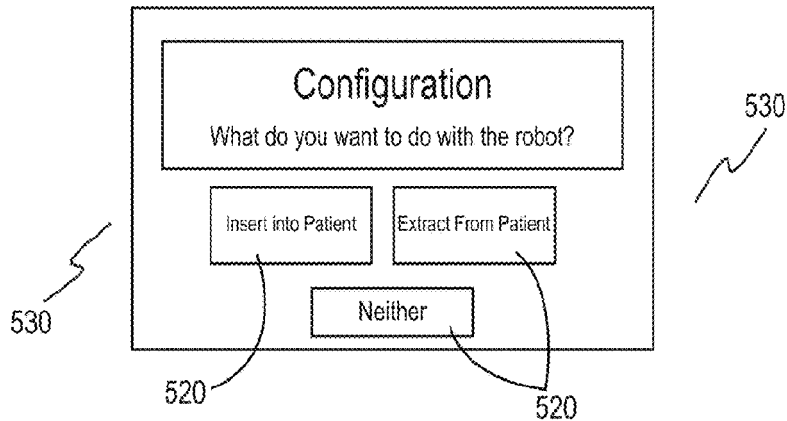 Configuration
What do you want to do with the robot?
530
Insert into Patient
Extract From Patient
530
Neither
520
520